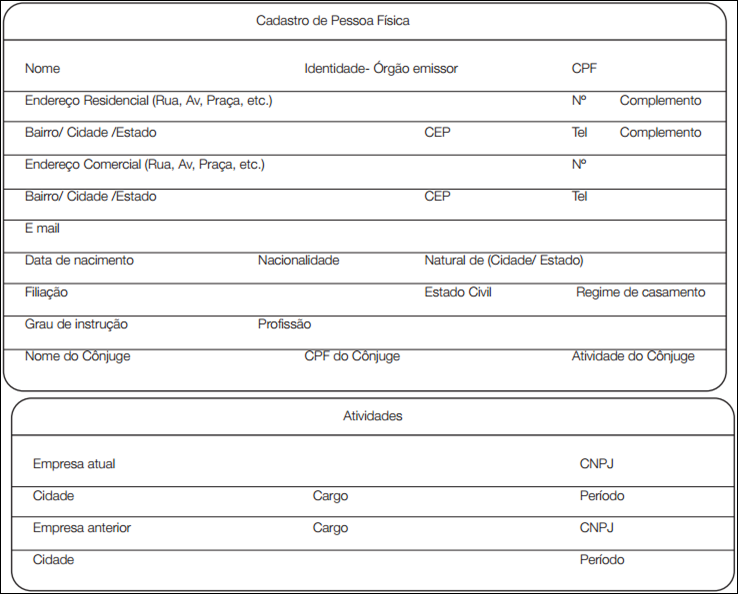 Cadastro de Pessoa Física
Nome Identidade- Órgão emissor CPF
Endereço Residencial (Rua, Av, Praça, etc.) Nº Complemento
Bairro/ Cidade /Estado CEP Tel Complemento
Endereço Comercial (Rua, Av, Praça, etc.) Nº
Bairro/ Cidade /Estado CEP Tel
E mail
Data de nacimento Nacionalidade Natural de (Cidade/ Estado)
Filiação Estado Civil Regime de casamento
Grau de instrução Profissão
Nome do Cônjuge CPF do Cônjuge Atividade do Cônjuge
Atividades
Empresa atual CNPJ
Cidade Cargo Período
Empresa anterior Cargo CNPJ
Cidade Período